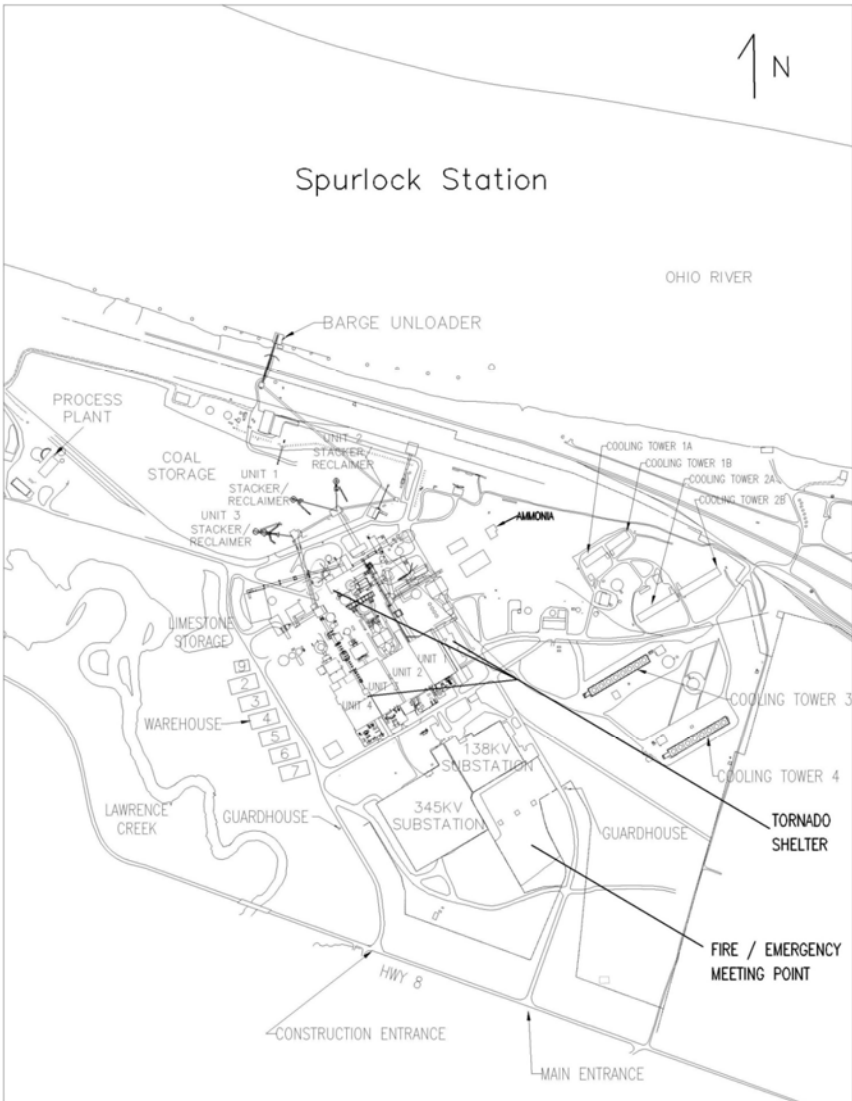 N
Spurlock Station
OHIO RIVER
BARGE UNLOADER
PROCESS
PLANT
COAL
STORAGE
UNIT 2
STACKER/
RECLAIMER
UNIT 1
STACKER/
RECLAIMER
UNIT 3
STACKER/
RECLAIMER
COOLING TOWER 1A
COOLING TOWER 1B
COOLING TOWER 2A
COOLING TOWER 2B
AMMONIA
LIMESTONE
STORAGE
9
2
3
4
5
6
7
WAREHOUSE
UNIT 1
UNIT 2
UNIT 3
UNIT 4
COOLING TOWER 3
COOLING TOWER 4
138KV
SUBSTATION
345KV
SUBSTATION
LAWRENCE
CREEK
GUARDHOUSE
GUARDHOUSE
TORNADO
SHELTER
FIRE / EMERGENCY
MEETING POINT
HWY 8
CONSTRUCTION ENTRANCE
MAIN ENTRANCE